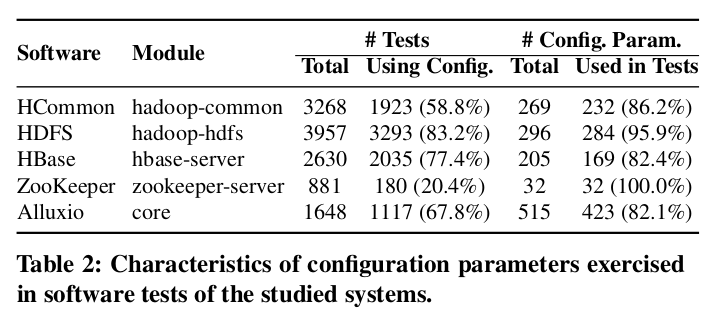 Software Module # Tests # Config. Param.
Total Using Config. Total Used in Tests
HCommon hadoop-common 3268 1923 (58.8%) 269 232 (86.2%)
HDFS hadoop-hdfs 3957 3293 (83.2%) 296 284 (95.9%)
HBase hbase-server 2630 2035 (77.4%) 205 169 (82.4%)
ZooKeeper zookeeper-server 881 180 (20.4%) 32 32 (100.0%)
Alluxio core 1648 1117 (67.8%) 515 423 (82.1%)
Table 2: Characteristics of configuration parameters exercised
in software tests of the studied systems.